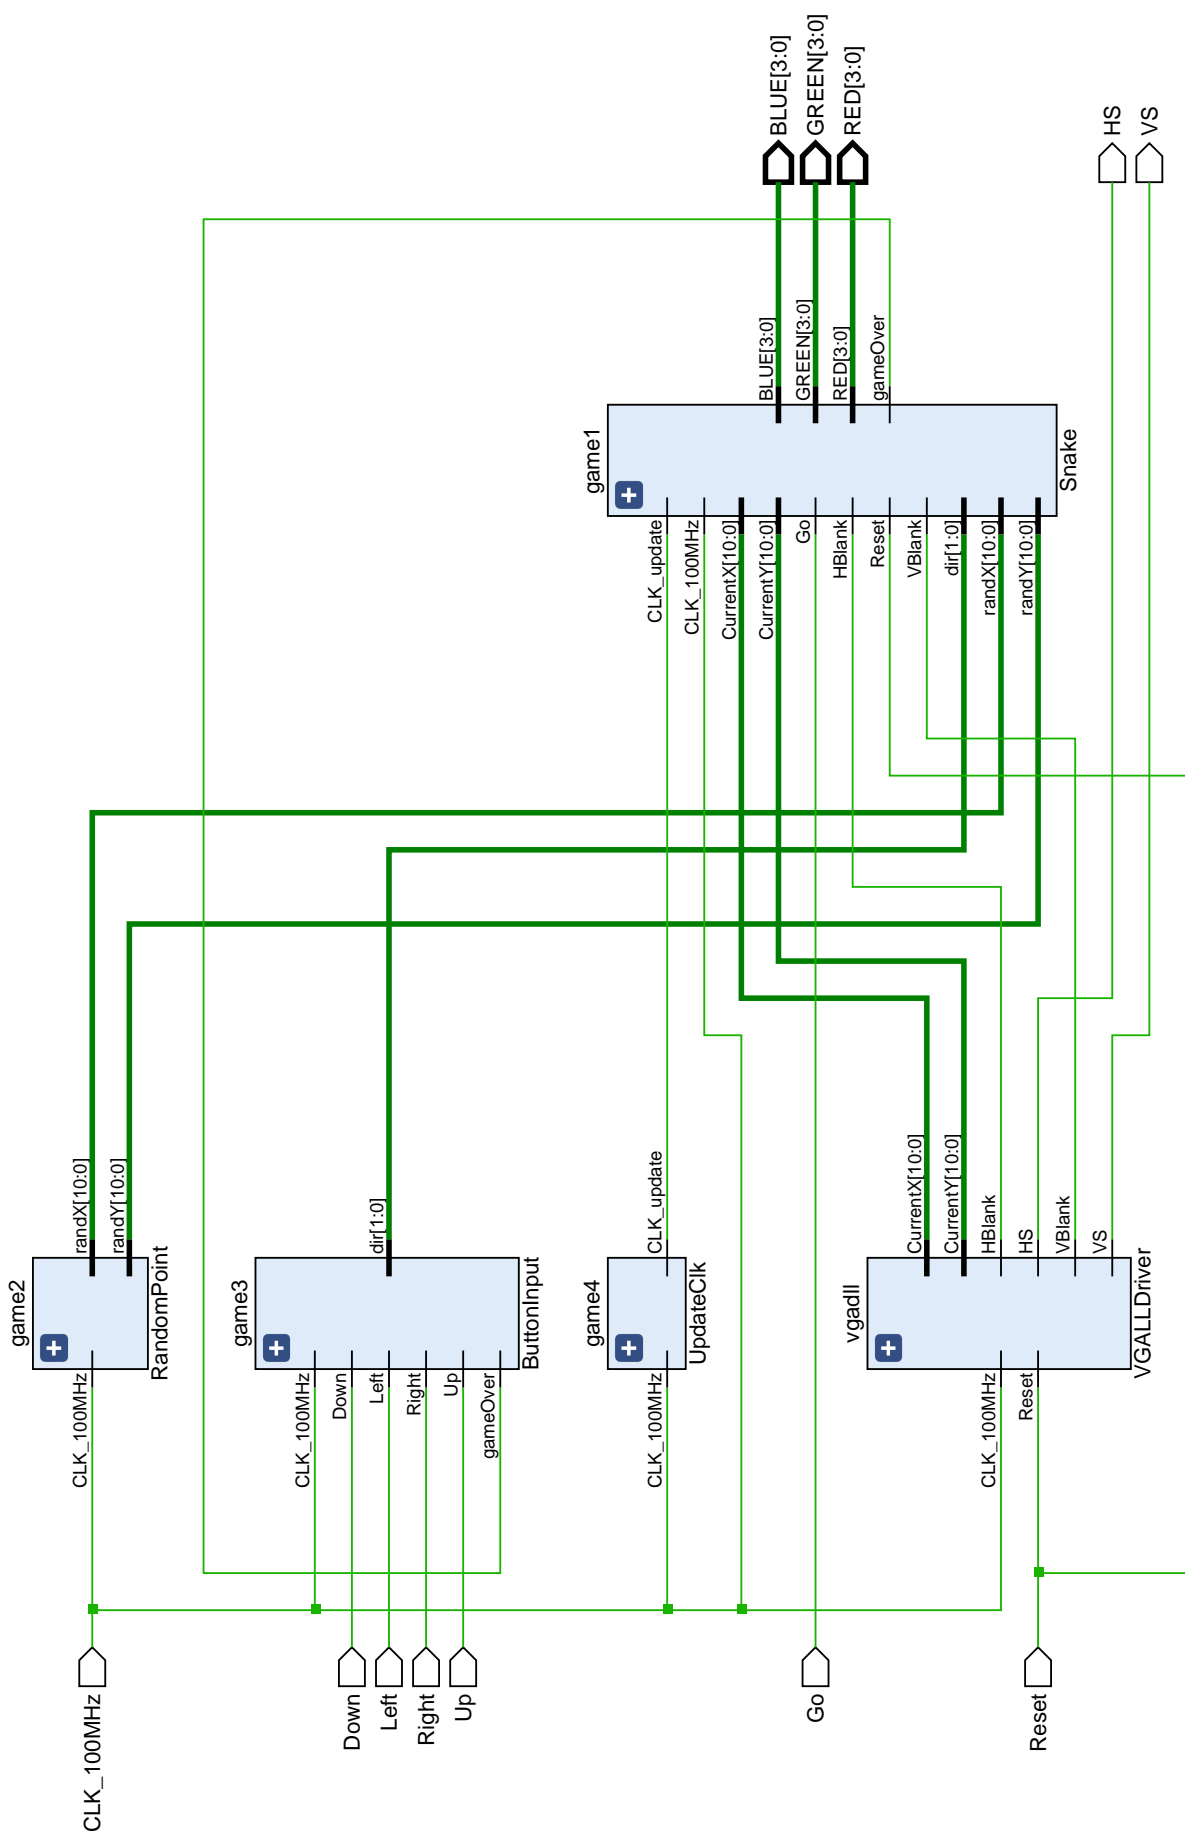 CLK_100MHz
Down
Left
Right
Up
Go
Reset
game2
CLK_100MHz
randX[10:0]
randY[10:0]
RandomPoint
game3
CLK_100MHz
Down
Left
Right
Up
gameOver
dir[1:0]
ButtonInput
game4
CLK_100MHz
CLK_update
UpdateClk
vgadll
CLK_100MHz
Reset
CurrentX[10:0]
CurrentY[10:0]
HBlank
HS
VBlank
VS
VGALLDriver
game1
CLK_update
CLK_100MHz
CurrentX[10:0]
CurrentY[10:0]
Go
HBlank
Reset
VBlank
dir[1:0]
randX[10:0]
randY[10:0]
BLUE[3:0]
GREEN[3:0]
RED[3:0]
gameOver
Snake
BLUE[3:0]
GREEN[3:0]
RED[3:0]
HS
VS